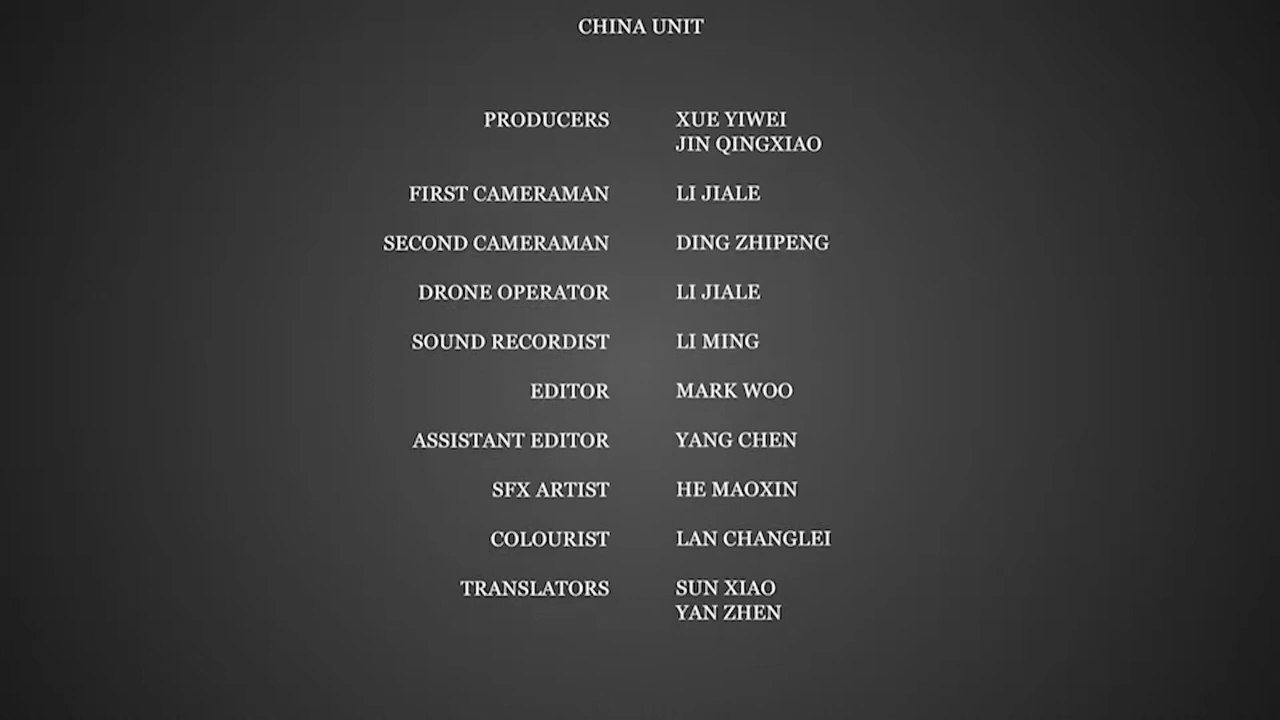 CHINA UNIT
PRODUCERS XUE YIWEI
JIN QINGXIAO
FIRST CAMERAMAN LI JIALE
SECOND CAMERAMAN DING ZHIPENG
DRONE OPERATOR LI JIALE
SOUND RECORDIST LI MING
EDITOR MARK WOO
ASSISTANT EDITOR YANG CHEN
SFX ARTIST HE MAOXIN
COLOURIST LAN CHANGLEI
TRANSLATORS SUN XIAO
YAN ZHEN